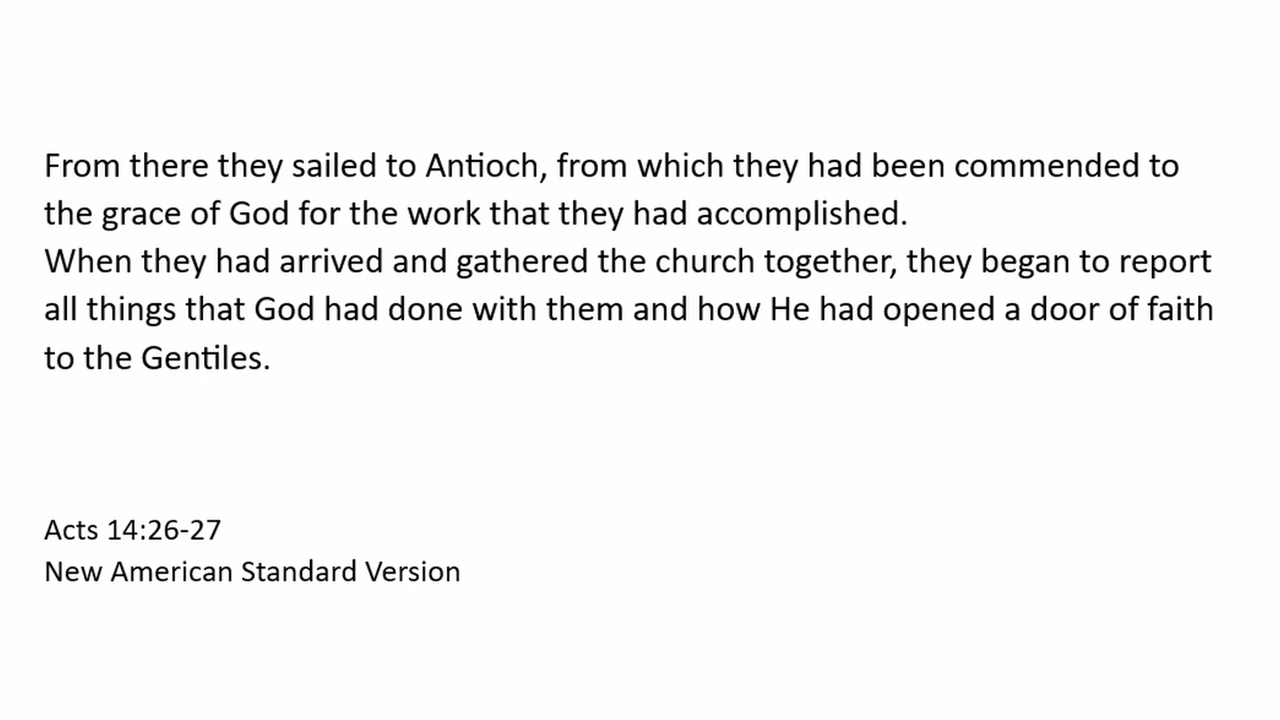 From there they sailed to Antioch, from which they had been commended to
the grace of God for the work that they had accomplished.
When they had arrived and gathered the church together, they began to report
all things that God had done with them and how He had opened a door of faith
to the Gentiles.
Acts 14:26-27
New American Standard Version